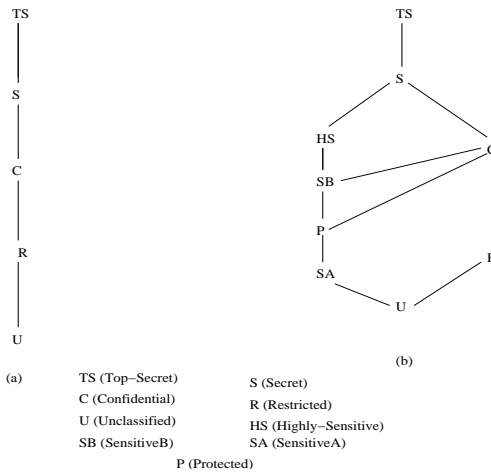 TS
S
C
R
U
(a)
TS
S
HS
SB
P
SA
U
(b)
TS (Top−Secret)
S (Secret)
C (Confidential)
R (Restricted)
U (Unclassified)
HS (Highly−Sensitive)
SB (SensitiveB)
SA (SensitiveA)
P (Protected)